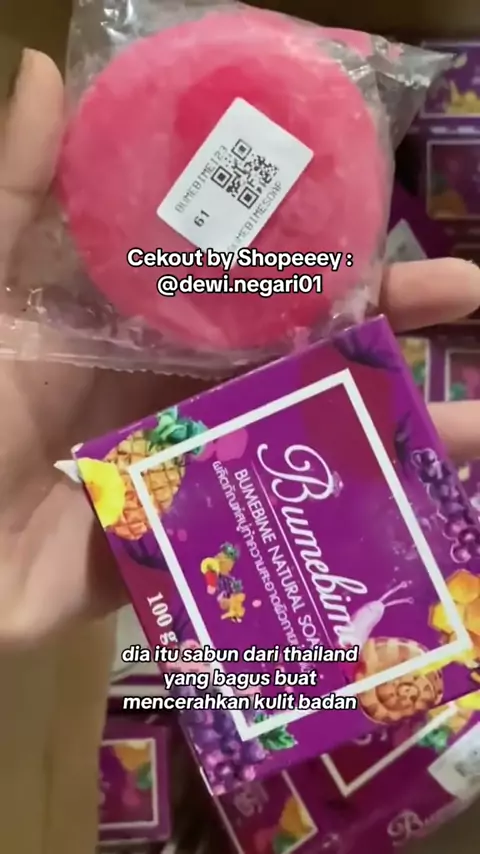 BUMEBIME123
61
BUMEBIMESOAP
Cekout by Shopeeey :
@dewi.negari01
Bumebime
BUMEBIME NATURAL SOAP
100 g
dia itu sabun dari thailand
yang bagus buat
mencerahkan kulit badan